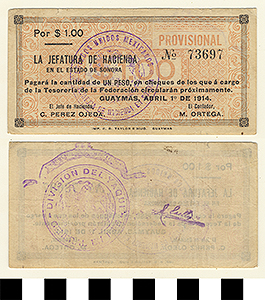 Por $ 1.00
PROVISIONAL
UNIDOS MEXICANOS
LA JEFATURA DE HACIENDA
No 73697
EN EL ESTADO DE SONORA
Pagará la cantidad de UN PESO, en cheques de los que á cargo
de la Tesorería de la Federación circularán próximamente.
GUAYMAS, ABRIL 1º DE 1914.
El Jefe de Hacienda,
El Contador,
C. PEREZ OJEDA.
M. ORTEGA.
DIVISION DEL YAQUI